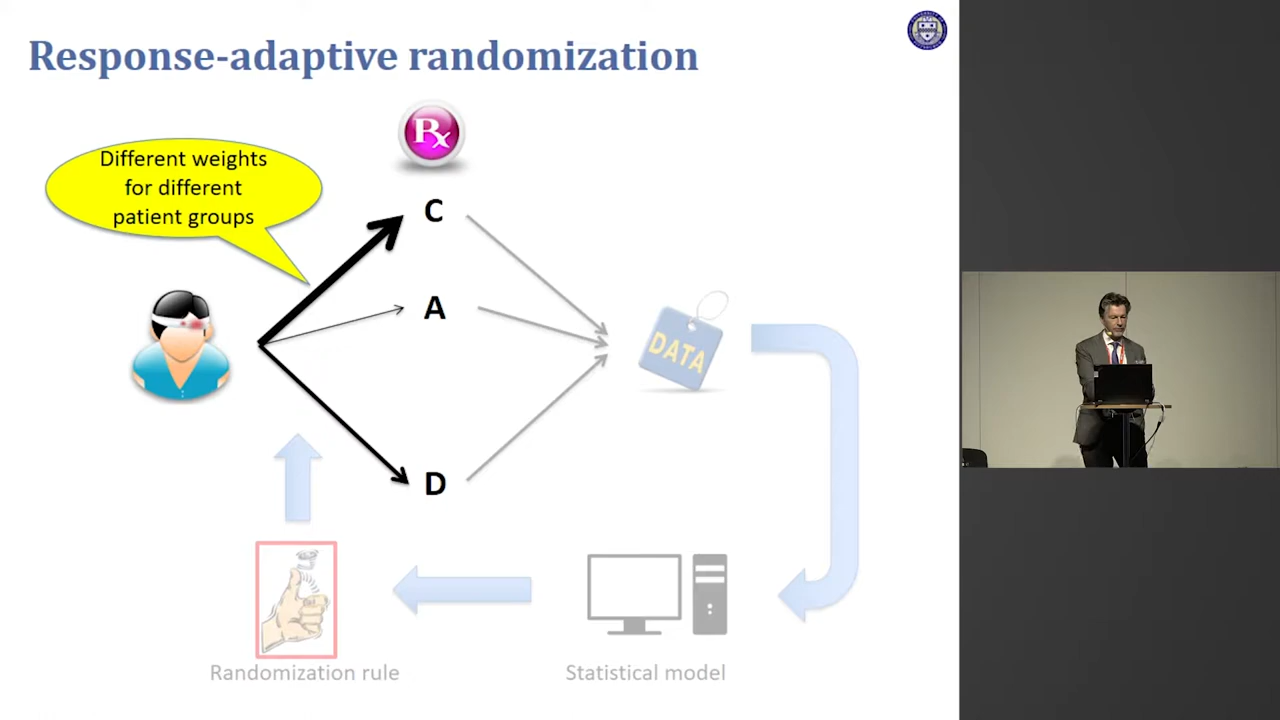 Response-adaptive randomization
Rx
Different weights
for different
patient groups
C
A
D
DATA
Randomization rule
Statistical model